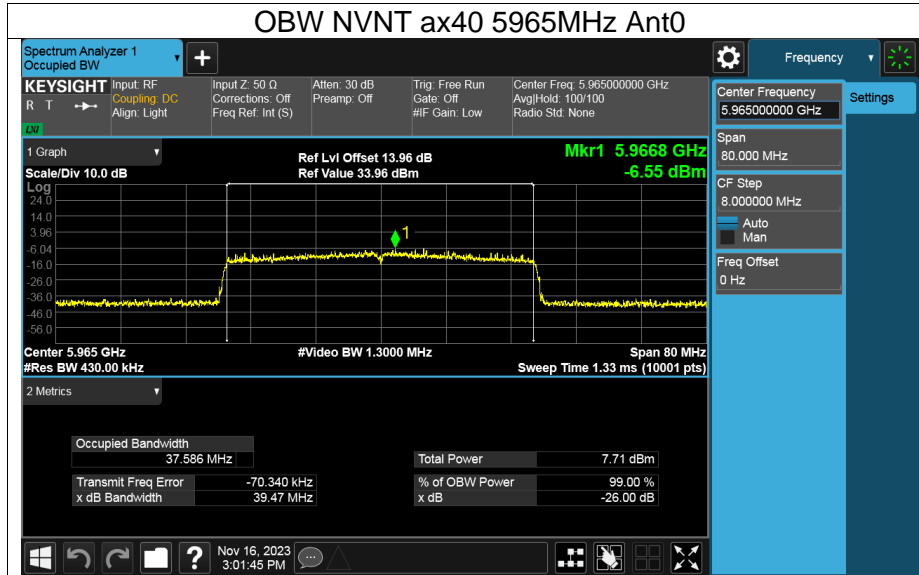 OBW NVNT ax40 5965MHz Ant0
Spectrum Analyzer 1
Occupied BW
+
Frequency
KEYSIGHT
R T
LXI
Input: RF
Coupling: DC
Align: Light
Input Z: 50 Ω
Corrections: Off
Freq Ref: Int (S)
Atten: 30 dB
Preamp: Off
Trig: Free Run
Gate: Off
#IF Gain: Low
Center Freq: 5.965000000 GHz
Avg|Hold: 100/100
Radio Std: None
Center Frequency
5.965000000 GHz
Settings
Span
80.000 MHz
CF Step
8.000000 MHz
Auto
Man
Freq Offset
0 Hz
1 Graph
Ref Lvl Offset 13.96 dB
Mkr1 5.9668 GHz
Scale/Div 10.0 dB
Ref Value 33.96 dBm
-6.55 dBm
Log
24.0
14.0
3.96
-6.04
-16.0
-26.0
-36.0
-46.0
-56.0
1
Center 5.965 GHz
#Video BW 1.3000 MHz
Span 80 MHz
#Res BW 430.00 kHz
Sweep Time 1.33 ms (10001 pts)
2 Metrics
Occupied Bandwidth
37.586 MHz
Total Power 7.71 dBm
Transmit Freq Error -70.340 kHz
% of OBW Power 99.00 %
x dB Bandwidth 39.47 MHz
x dB -26.00 dB
?
Nov 16, 2023
3:01:45 PM